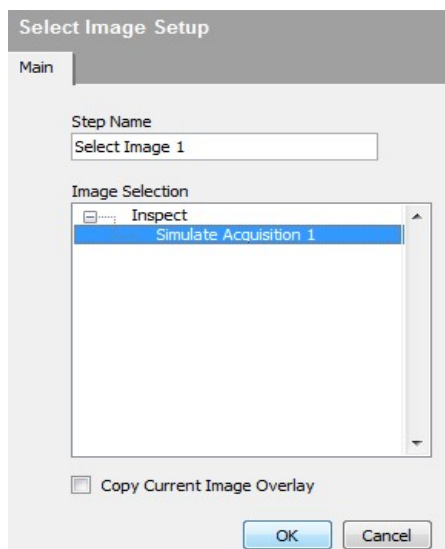 Select Image Setup
Main
Step Name
Select Image 1
Image Selection
Inspect
Simulate Acquisition 1
Copy Current Image Overlay
OK Cancel